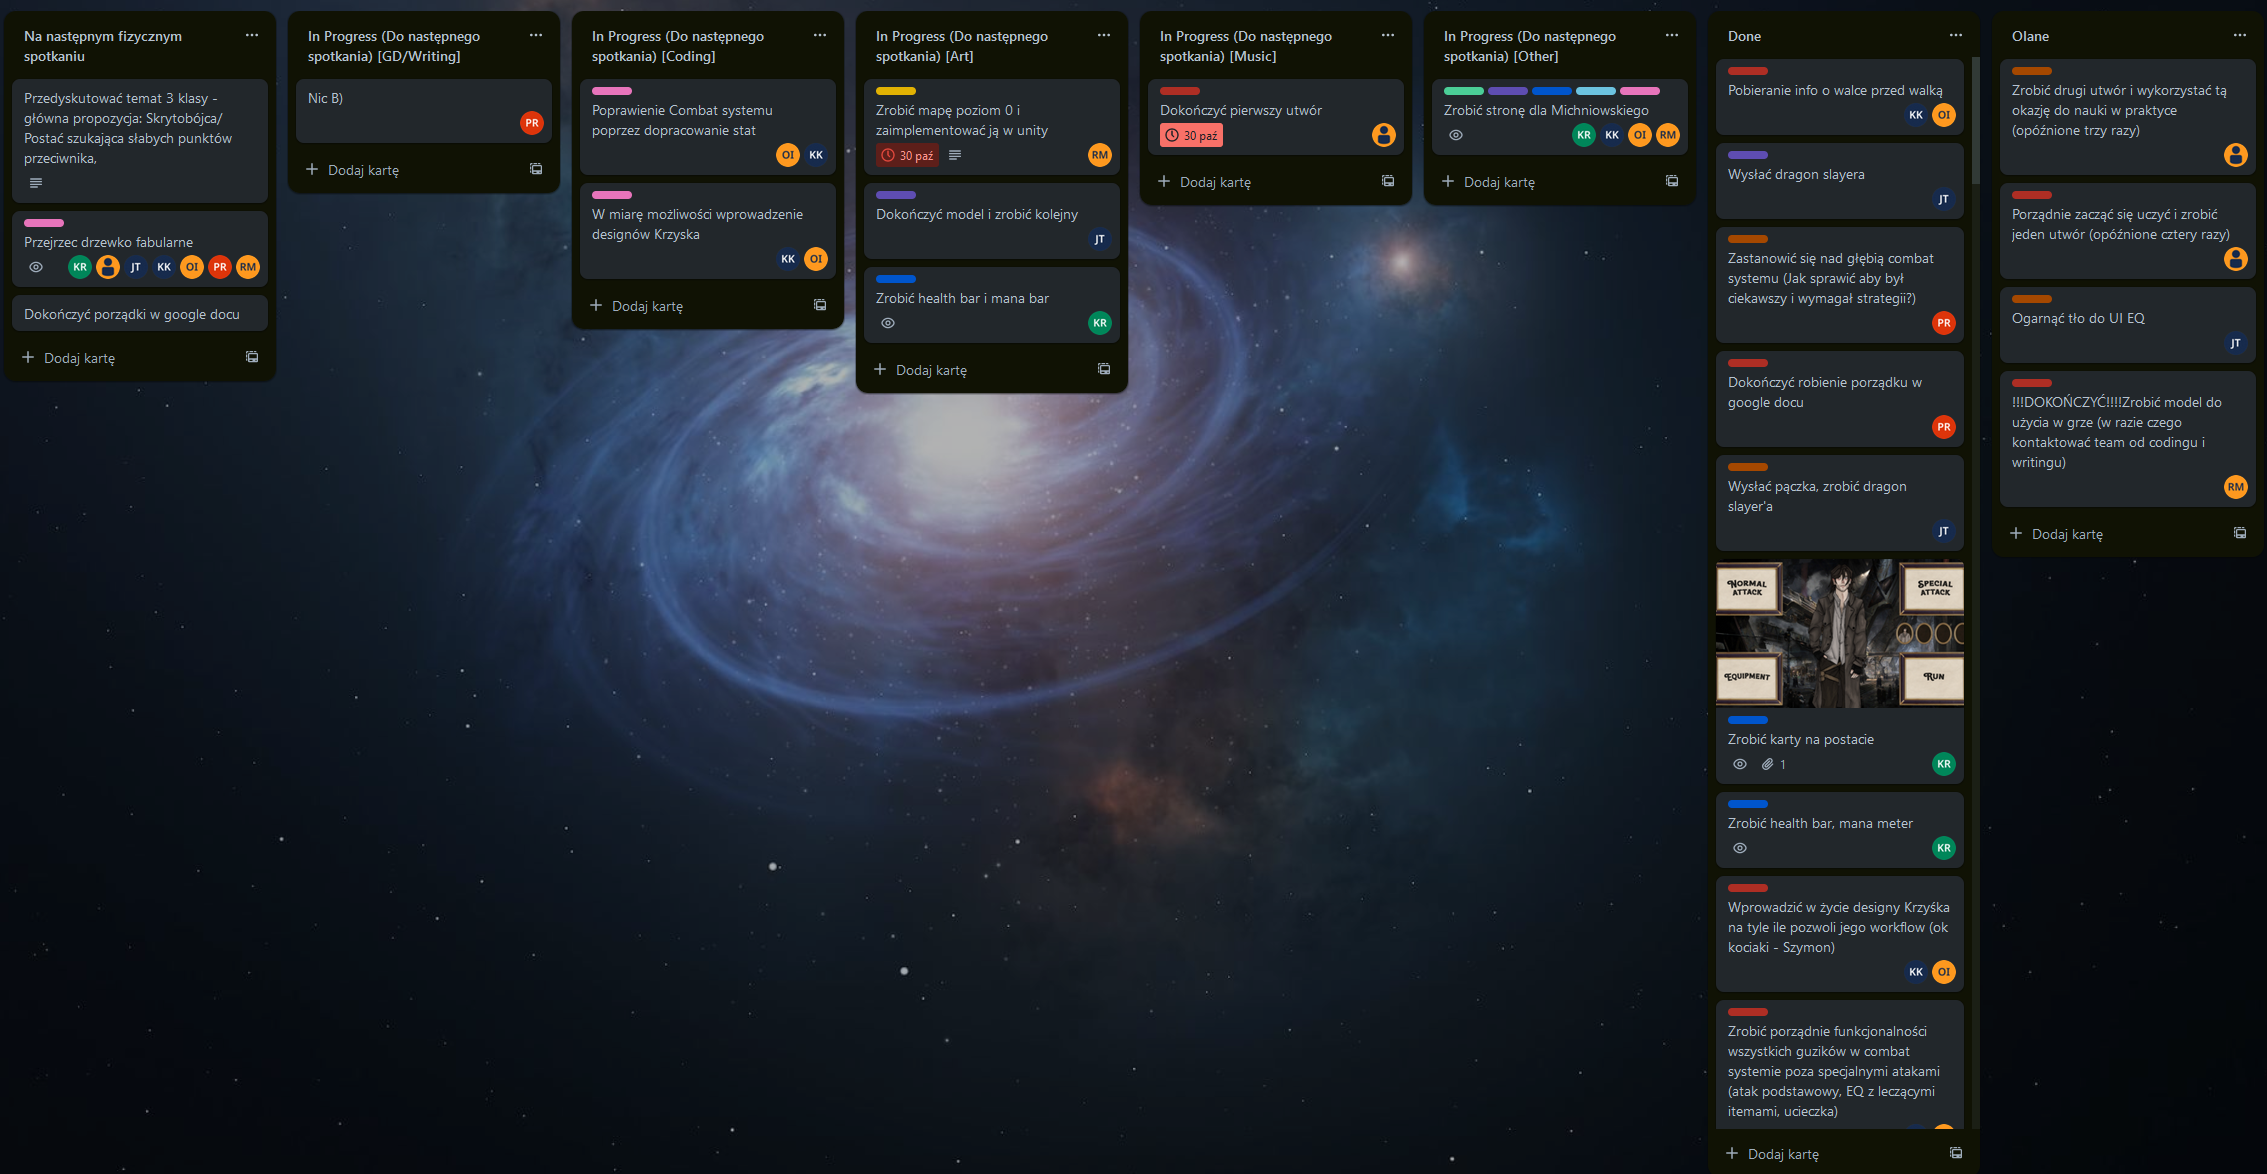 Na następnym fizycznym
spotkaniu
Przedyskutować temat 3 klasy -
główna propozycja: Skrytobójca/
Postać szukająca słabych punktów
przeciwnika,
Przejrzec drzewko fabularne
KR JT KK OI PR RM
Dokończyć porządki w google docu
Dodaj kartę
In Progress (Do następnego
spotkania) [GD/Writing]
Nic B)
PR
Dodaj kartę
In Progress (Do następnego
spotkania) [Coding]
Poprawienie Combat systemu
poprzez dopracowanie stat
OI KK
W miarę możliwości wprowadzenie
designów Krzyska
KK OI
Dodaj kartę
In Progress (Do następnego
spotkania) [Art]
Zrobić mapę poziom 0 i
zaimplementować ją w unity
30 paź RM
Dokończyć model i zrobić kolejny
JT
Zrobić health bar i mana bar
KR
Dodaj kartę
In Progress (Do następnego
spotkania) [Music]
Dokończyć pierwszy utwór
30 paź
Dodaj kartę
In Progress (Do następnego
spotkania) [Other]
Zrobić stronę dla Michniowskiego
KR KK OI RM
Dodaj kartę
Done
Pobieranie info o walce przed walką
KK OI
Wysłać dragon slayera
JT
Zastanowić się nad głębią combat
systemu (Jak sprawić aby był
ciekawszy i wymagał strategii?)
PR
Dokończyć robienie porządku w
google docu
PR
Wysłać pączka, zrobić dragon
slayer'a
JT
NORMAL
ATTACK
SPECIAL
ATTACK
EQUIPMENT
RUN
Zrobić karty na postacie
1 KR
Zrobić health bar, mana meter
KR
Wprowadzić w życie designy Krzyśka
na tyle ile pozwoli jego workflow (ok
kociaki - Szymon)
KK OI
Zrobić porządnie funkcjonalności
wszystkich guzików w combat
systemie poza specjalnymi atakami
(atak podstawowy, EQ z leczącymi
itemami, ucieczka)
Dodaj kartę
Olane
Zrobić drugi utwór i wykorzystać tą
okazję do nauki w praktyce
(opóźnione trzy razy)
Porządnie zacząć się uczyć i zrobić
jeden utwór (opóźnione cztery razy)
Ogarnąć tło do UI EQ
JT
!!!DOKOŃCZYĆ!!!!Zrobić model do
użycia w grze (w razie czego
kontaktować team od codingu i
writingu)
RM
Dodaj kartę